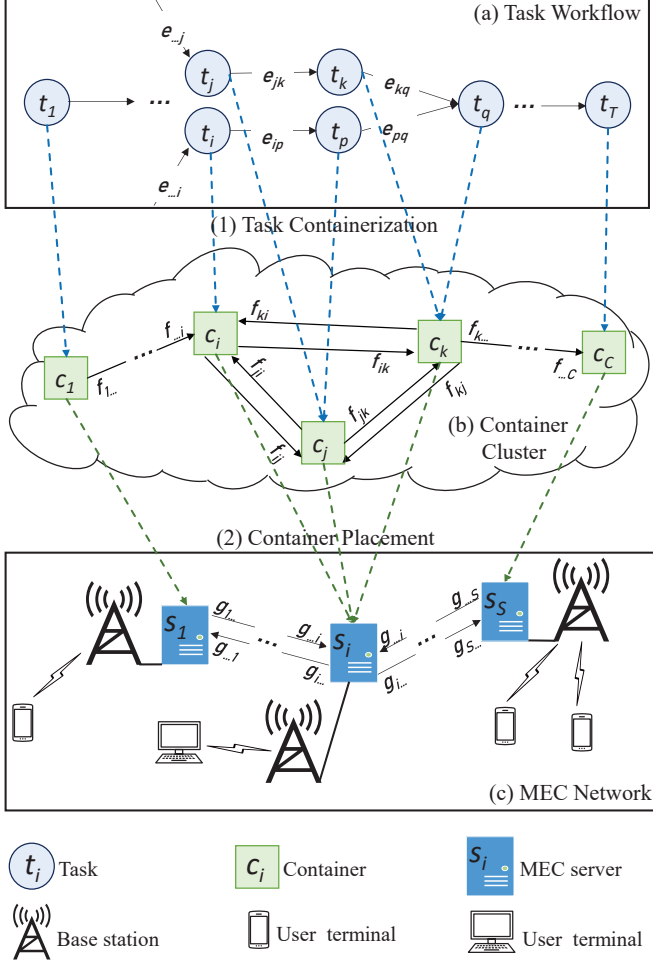 (a) Task Workflow
e...j
t1
...
tj
ejk
tk
ekq
tq
...
tT
ti
eip
tp
epq
e...i
(1) Task Containerization
c1
f1...
...
f...i
ci
fki
fik
ck
fk...
...
f...C
cC
fji
fij
cj
fjk
fkj
(b) Container
Cluster
(2) Container Placement
s1
g1...
...
g...i
g...1
gi...
si
g...S
...
g...i
gS...
gi...
sS
(c) MEC Network
ti Task
ci Container
si MEC server
Base station
User terminal
User terminal